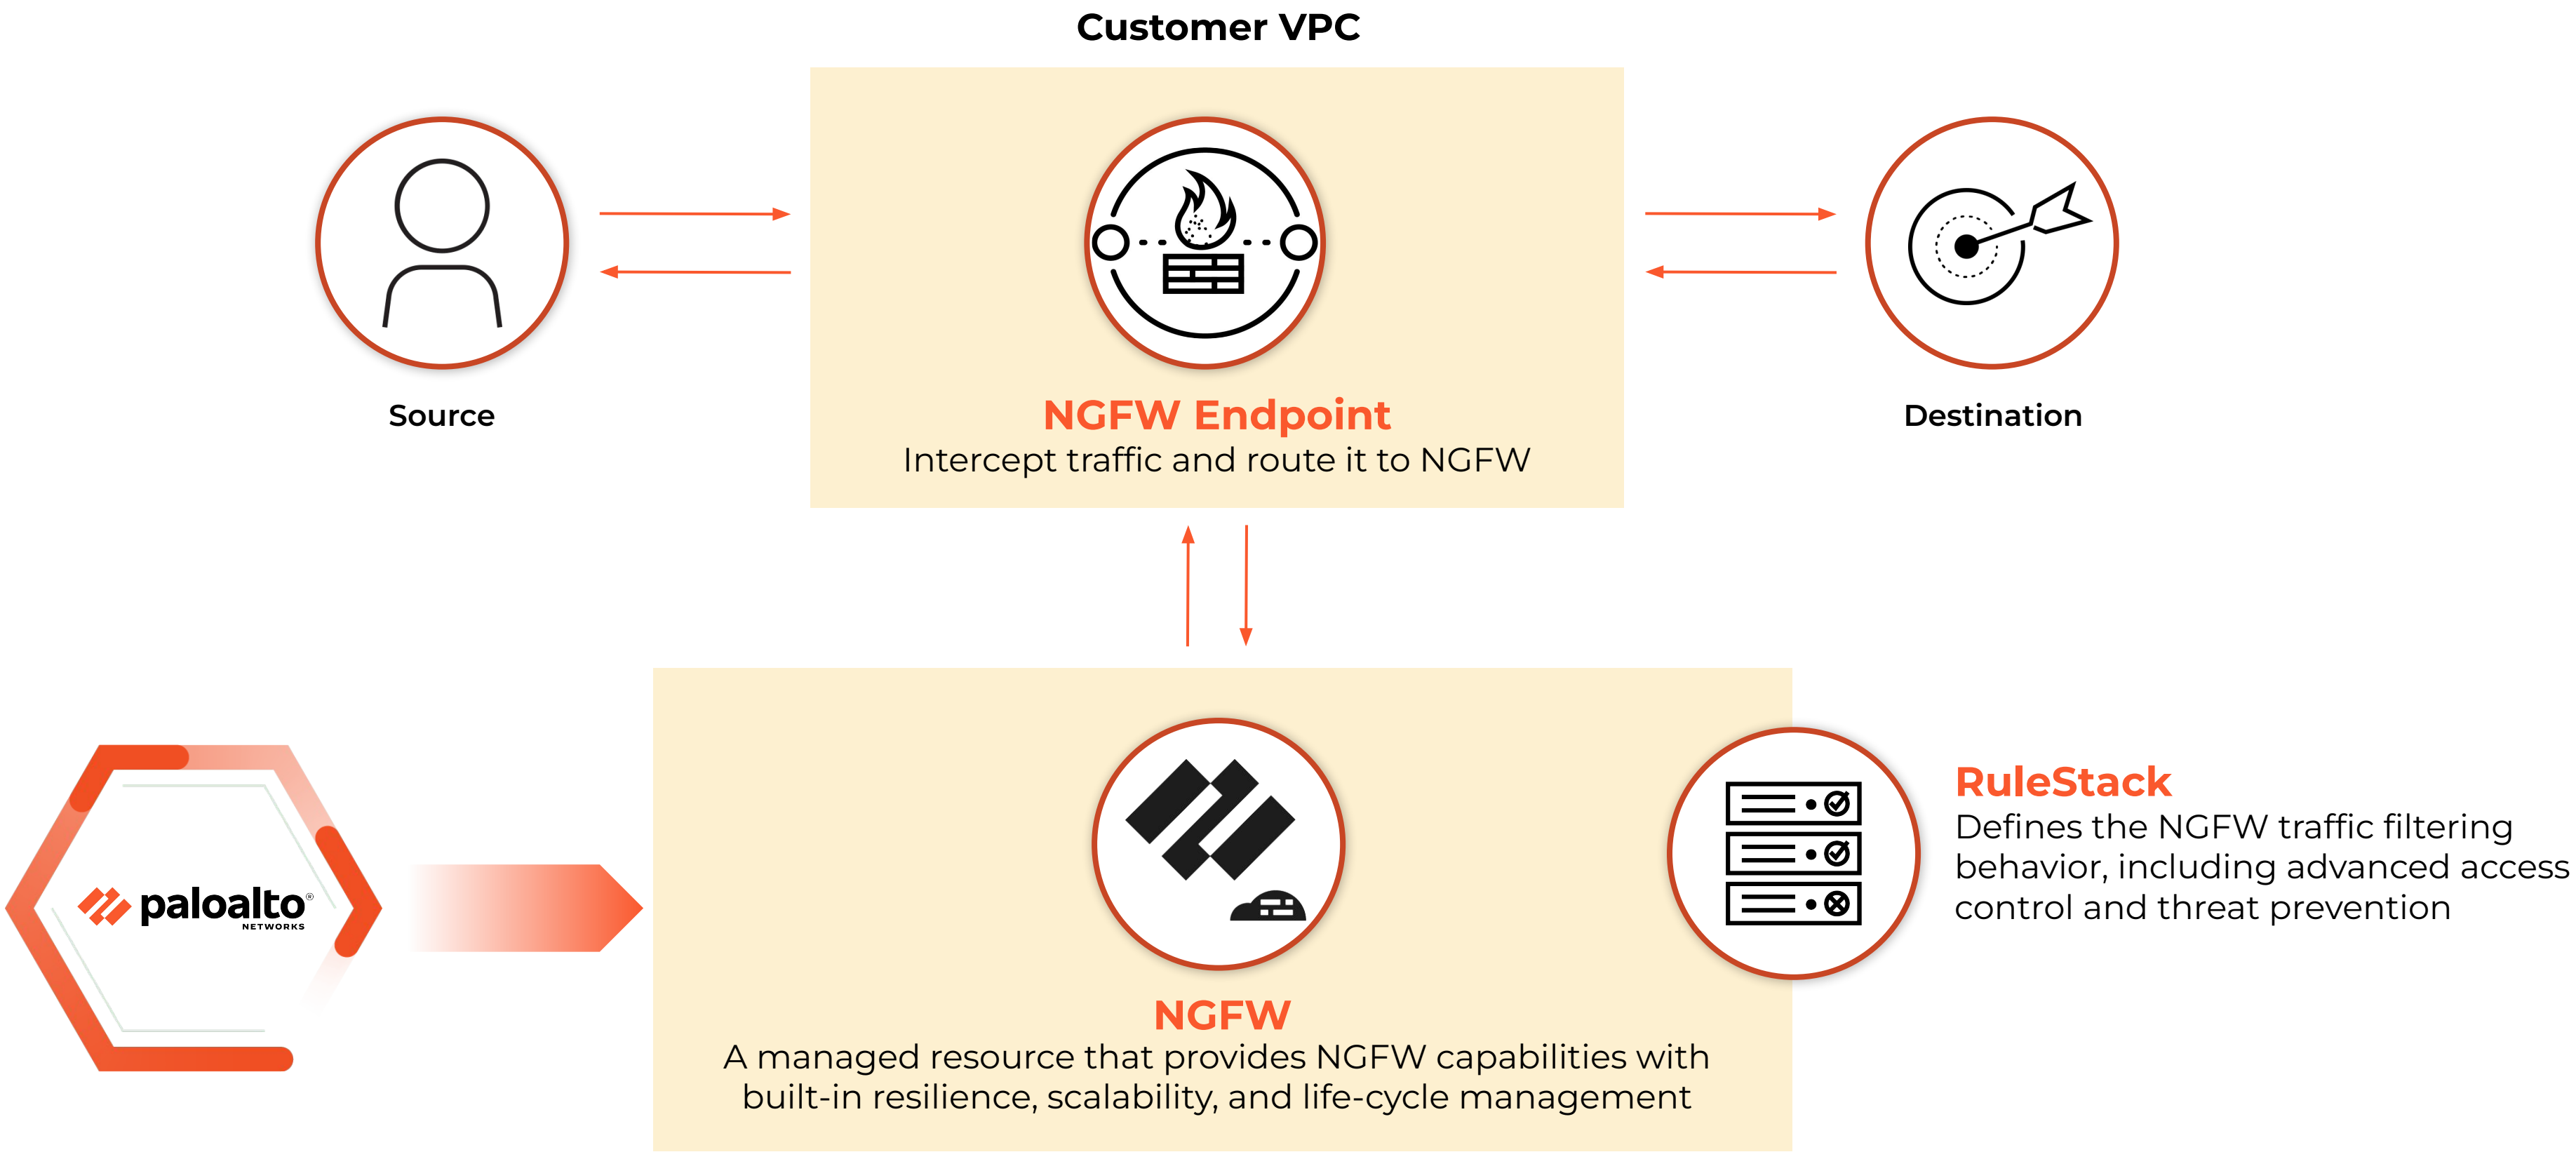 Customer VPC
Source
NGFW Endpoint
Intercept traffic and route it to NGFW
Destination
paloalto®
NETWORKS
NGFW
A managed resource that provides NGFW capabilities with
built-in resilience, scalability, and life-cycle management
RuleStack
Defines the NGFW traffic filtering
behavior, including advanced access
control and threat prevention